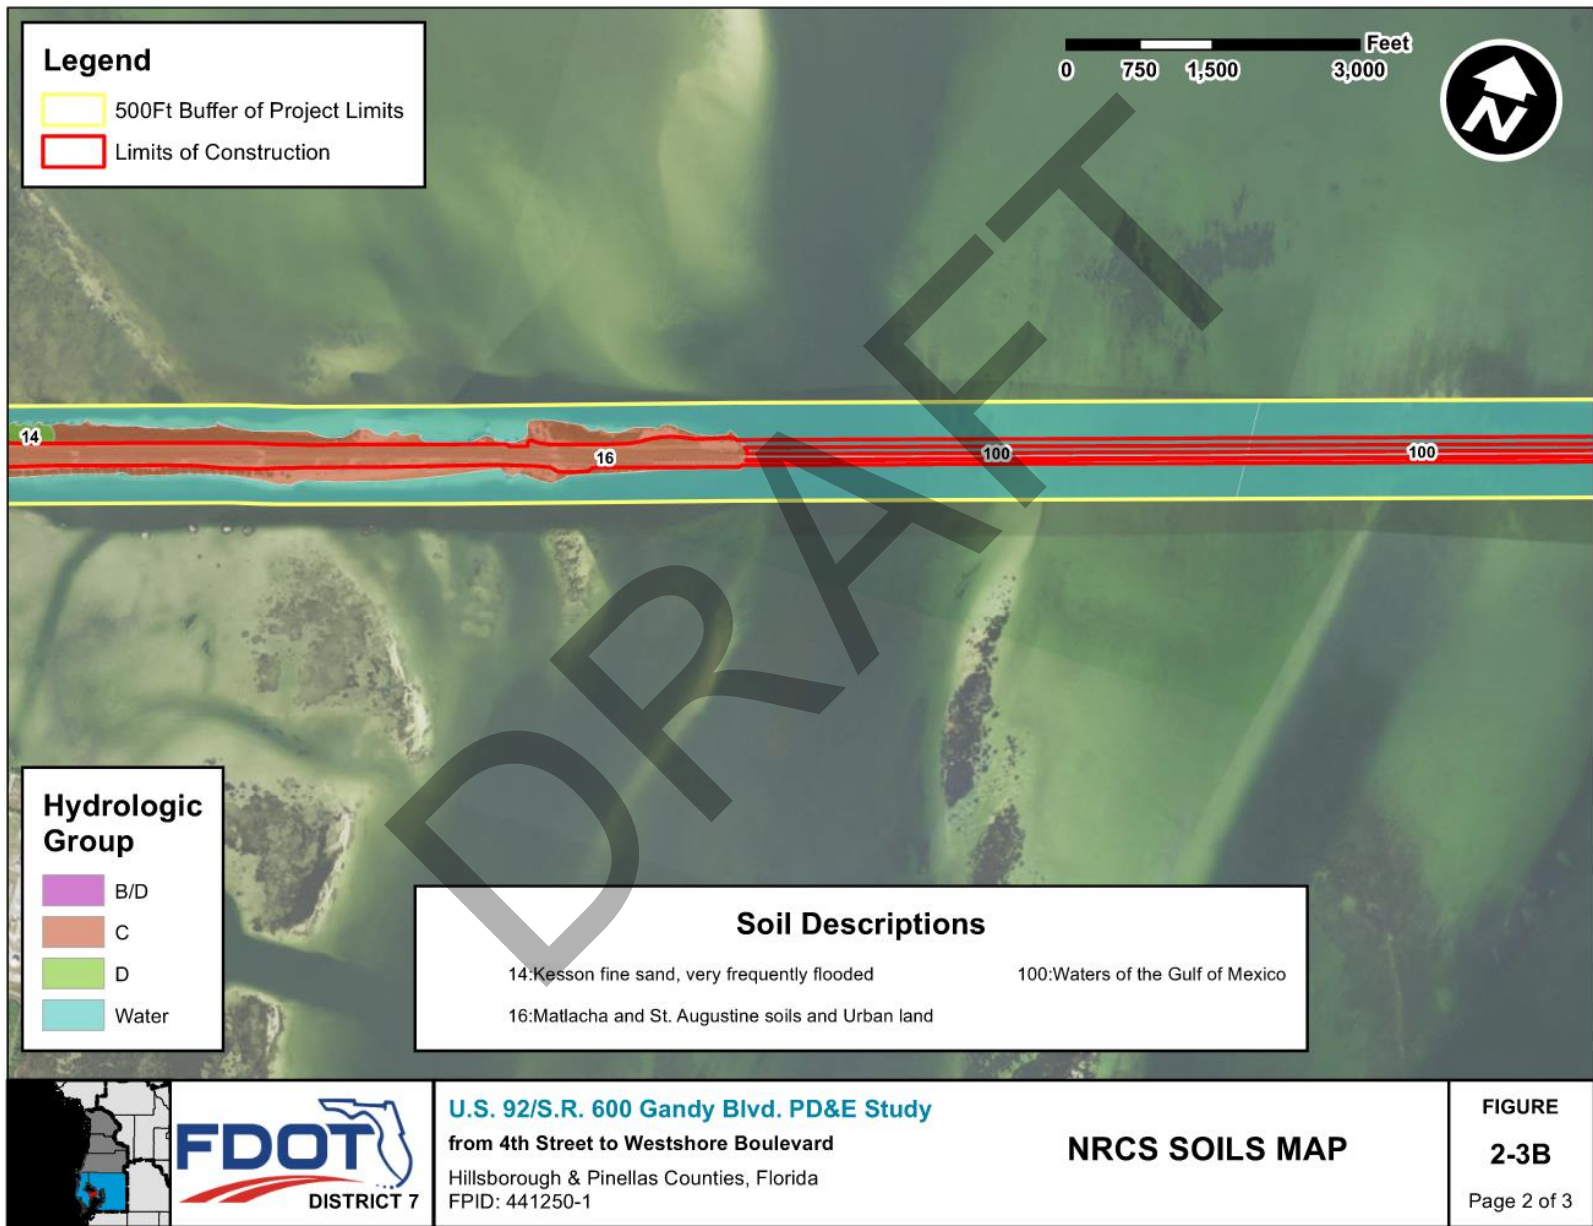 Legend
500Ft Buffer of Project Limits
Limits of Construction
Feet
0 750 1,500 3,000
N
14
16
100
100
DRAFT
Hydrologic
Group
B/D
C
D
Water
Soil Descriptions
14:Kesson fine sand, very frequently flooded
100:Waters of the Gulf of Mexico
16:Matlacha and St. Augustine soils and Urban land
FDOT
DISTRICT 7
U.S. 92/S.R. 600 Gandy Blvd. PD&E Study
from 4th Street to Westshore Boulevard
Hillsborough & Pinellas Counties, Florida
FPID: 441250-1
NRCS SOILS MAP
FIGURE
2-3B
Page 2 of 3